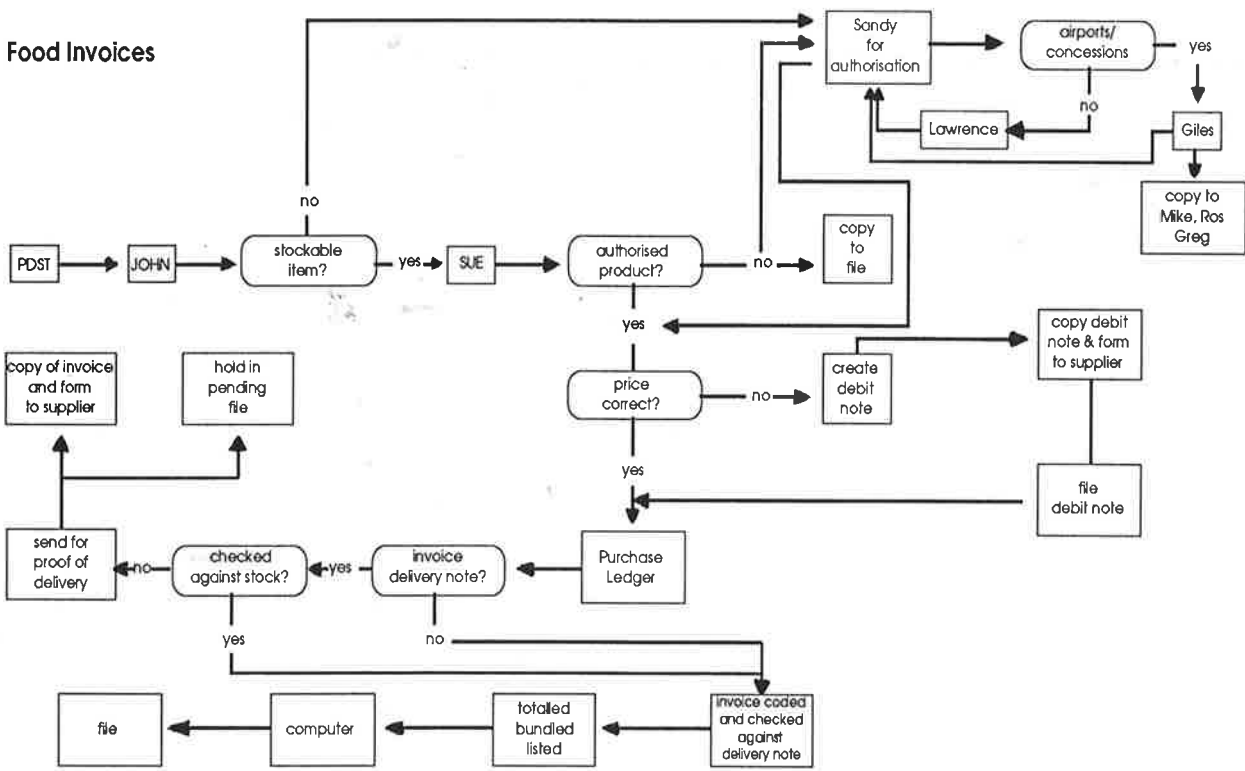 Food Invoices
Sandy
for
authorisation
airports/
concessions
yes
no
Lawrence
Giles
copy to
Mike, Ros
Greg
no
PDST
JOHN
stockable
item?
yes
SUE
authorised
product?
no
copy
to
file
yes
copy debit
note & form
to supplier
copy of invoice
and form
to supplier
hold in
pending
file
price
correct?
no
create
debit
note
yes
file
debit note
send for
proof of
delivery
no
checked
against stock?
yes
invoice
delivery note?
Purchase
Ledger
yes
no
file
computer
totalled
bundled
listed
invoice coded
and checked
against
delivery note